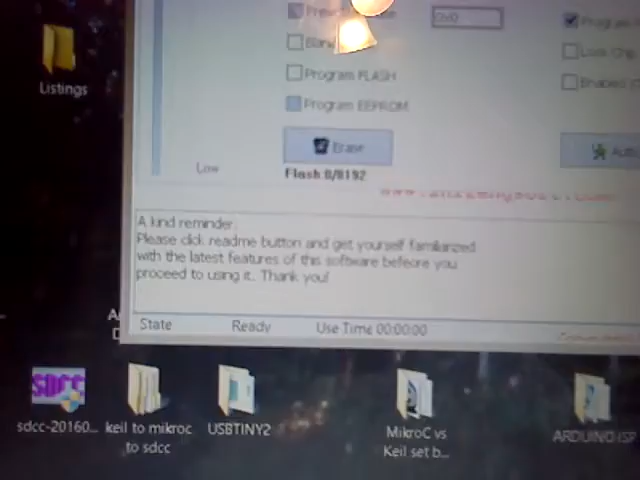 Listings
Program FLASH
Program EEPROM
Erase
Low
Flash:0/8192
A kind reminder:
Please click readme button and get yourself familiarized
with the latest features of this software befeore you
proceed to using it. Thank you!
State
Ready
Use Time 00:00:00
sdcc
sdcc-20160...
keil to mikroc
to sdcc
USBTINY2
MikroC vs
Keil set b...
ARDUINO ISP